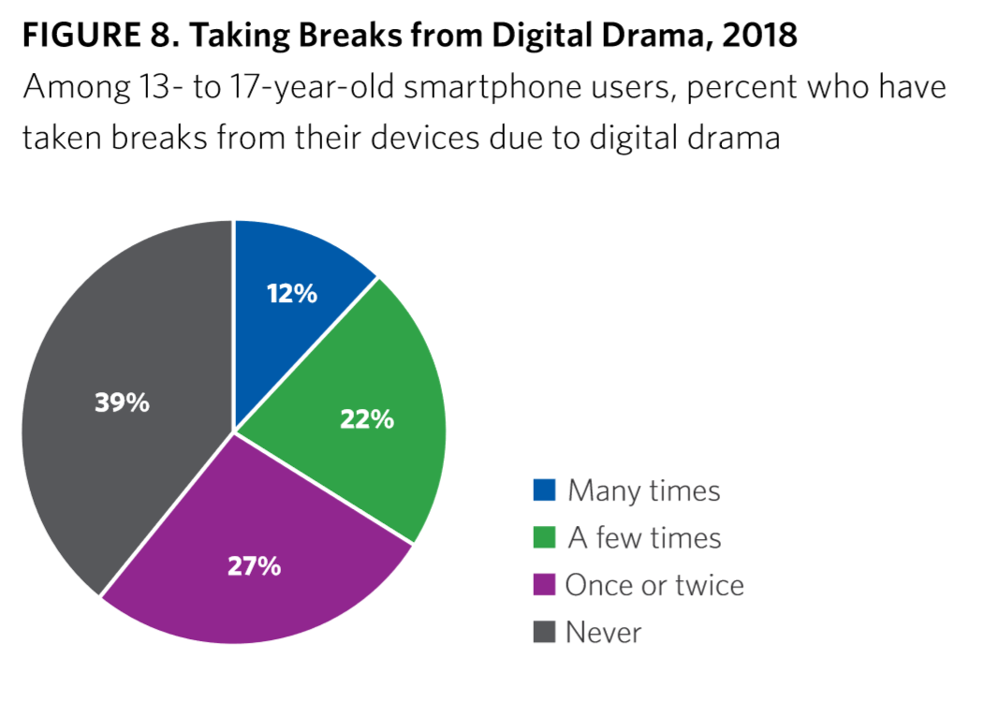 FIGURE 8. Taking Breaks from Digital Drama, 2018
Among 13- to 17-year-old smartphone users, percent who have
taken breaks from their devices due to digital drama
12%
39%
22%
27%
Many times
A few times
Once or twice
Never